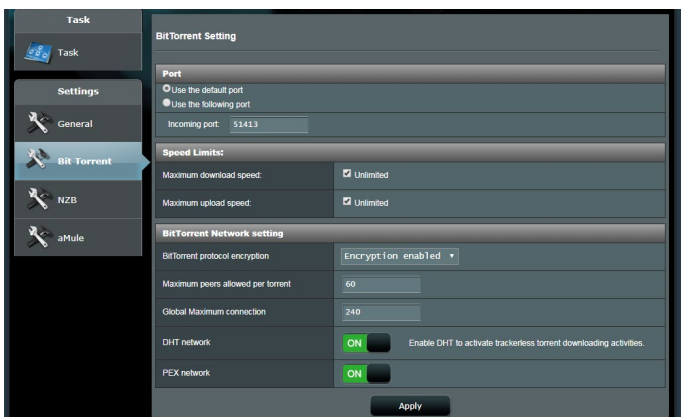 Task
Task
Settings
General
Bit Torrent
NZB
aMule
BitTorrent Setting
Port
Use the default port
Use the following port
Incoming port: 51413
Speed Limits:
Maximum download speed: Unlimited
Maximum upload speed: Unlimited
BitTorrent Network setting
BitTorrent protocol encryption Encryption enabled
Maximum peers allowed per torrent 60
Global Maximum connection 240
DHT network ON Enable DHT to activate trackerless torrent downloading activities.
PEX network ON
Apply